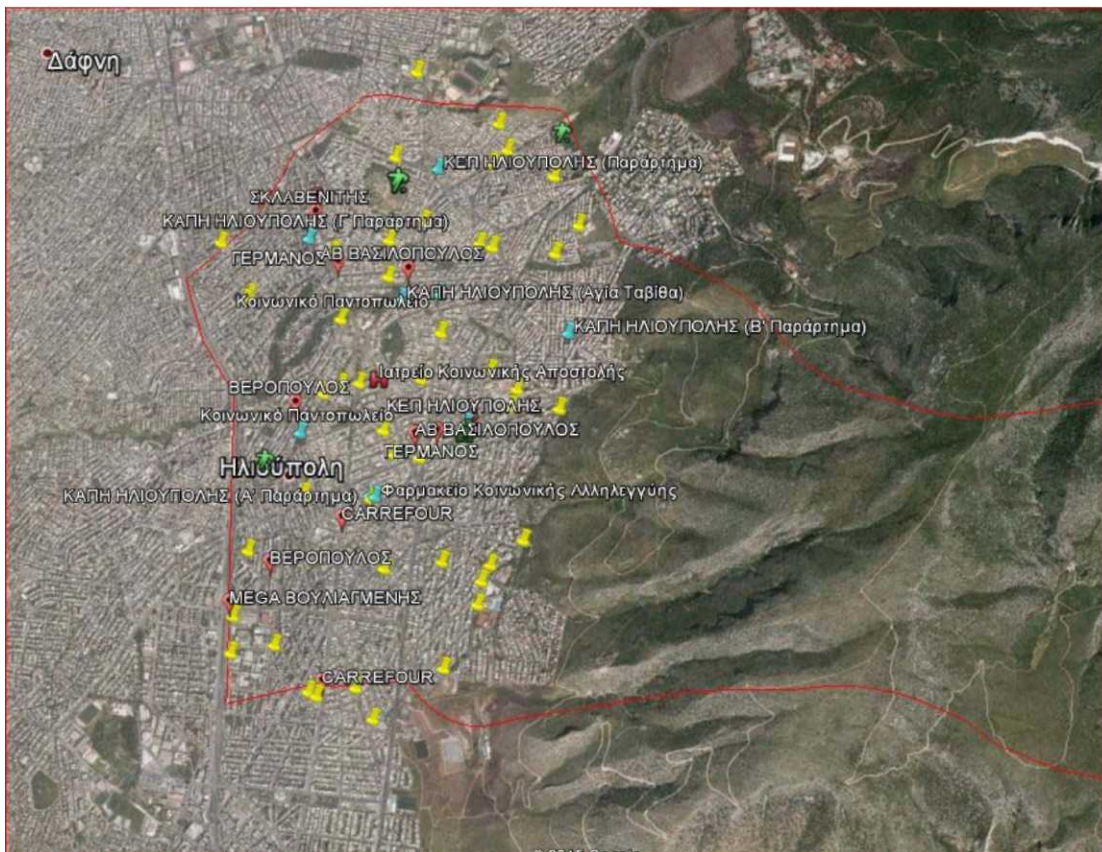 Δάφνη
ΚΕΠ ΗΛΙΟΥΠΟΛΗΣ (Παράρτημα)
ΣΚΛΑΒΕΝΙΤΗΣ
ΚΑΠΗ ΗΛΙΟΥΠΟΛΗΣ (Γ' Παράρτημα)
ΓΕΡΜΑΝΟΣ
ΑΒ ΒΑΣΙΛΟΠΟΥΛΟΣ
ΚΑΠΗ ΗΛΙΟΥΠΟΛΗΣ (Αγία Ταβίθα)
Κοινωνικό Παντοπωλείο
ΚΑΠΗ ΗΛΙΟΥΠΟΛΗΣ (Β' Παράρτημα)
Ιατρείο Κοινωνικής Αποστολής
ΒΕΡΟΠΟΥΛΟΣ
ΚΕΠ ΗΛΙΟΥΠΟΛΗΣ
Κοινωνικό Παντοπωλείο
ΑΒ ΒΑΣΙΛΟΠΟΥΛΟΣ
ΓΕΡΜΑΝΟΣ
Ηλιούπολη
ΚΑΠΗ ΗΛΙΟΥΠΟΛΗΣ (Α' Παράρτημα)
Φαρμακείο Κοινωνικής Αλληλεγγύης
CARREFOUR
ΒΕΡΟΠΟΥΛΟΣ
MEGA ΒΟΥΛΙΑΓΜΕΝΗΣ
CARREFOUR